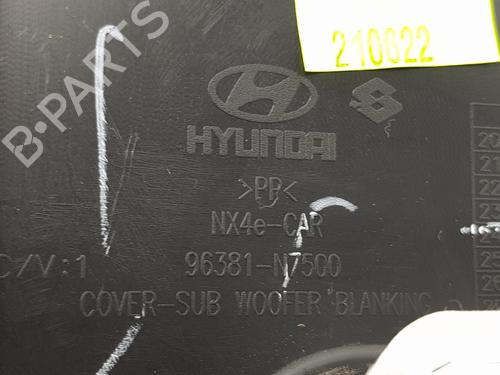 210622
HYUNDAI
>PP<
NX4e-CAR
C/V:1
96381-N7500
COVER-SUB WOOFER BLANKING
B-PARTS